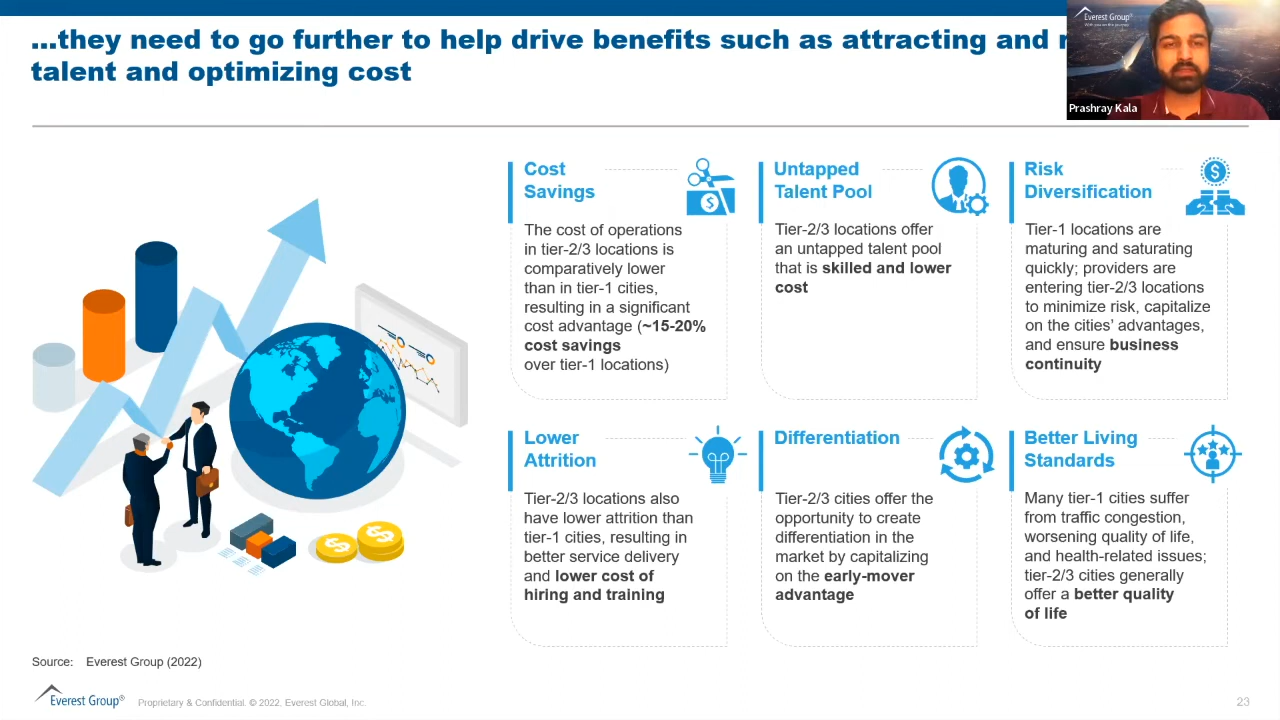 ...they need to go further to help drive benefits such as attracting and
talent and optimizing cost
Everest Group®
With you on the journey
Prashray Kala
Cost
Savings
The cost of operations
in tier-2/3 locations is
comparatively lower
than in tier-1 cities,
resulting in a significant
cost advantage (~15-20%
cost savings
over tier-1 locations)
Untapped
Talent Pool
Tier-2/3 locations offer
an untapped talent pool
that is skilled and lower
cost
Risk
Diversification
Tier-1 locations are
maturing and saturating
quickly; providers are
entering tier-2/3 locations
to minimize risk, capitalize
on the cities’ advantages,
and ensure business
continuity
Lower
Attrition
Tier-2/3 locations also
have lower attrition than
tier-1 cities, resulting in
better service delivery
and lower cost of
hiring and training
Differentiation
Tier-2/3 cities offer the
opportunity to create
differentiation in the
market by capitalizing
on the early-mover
advantage
Better Living
Standards
Many tier-1 cities suffer
from traffic congestion,
worsening quality of life,
and health-related issues;
tier-2/3 cities generally
offer a better quality
of life
Source: Everest Group (2022)
Everest Group® Proprietary & Confidential. © 2022, Everest Global, Inc.
23